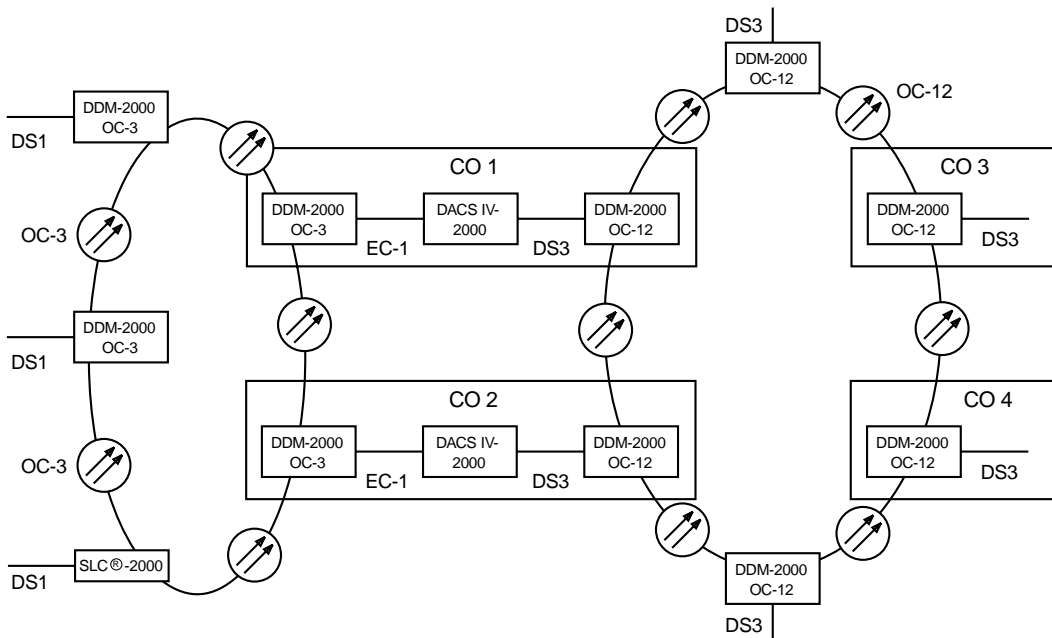 DS3
DDM-2000
OC-12
OC-12
DDM-2000
OC-3
DS1
CO 1
CO 3
DDM-2000
OC-3
DACS IV-
2000
DDM-2000
OC-12
DDM-2000
OC-12
OC-3
EC-1
DS3
DS3
DDM-2000
OC-3
DS1
CO 2
CO 4
DDM-2000
OC-3
DACS IV-
2000
DDM-2000
OC-12
DDM-2000
OC-12
OC-3
EC-1
DS3
DS3
SLC®-2000
DS1
DDM-2000
OC-12
DS3